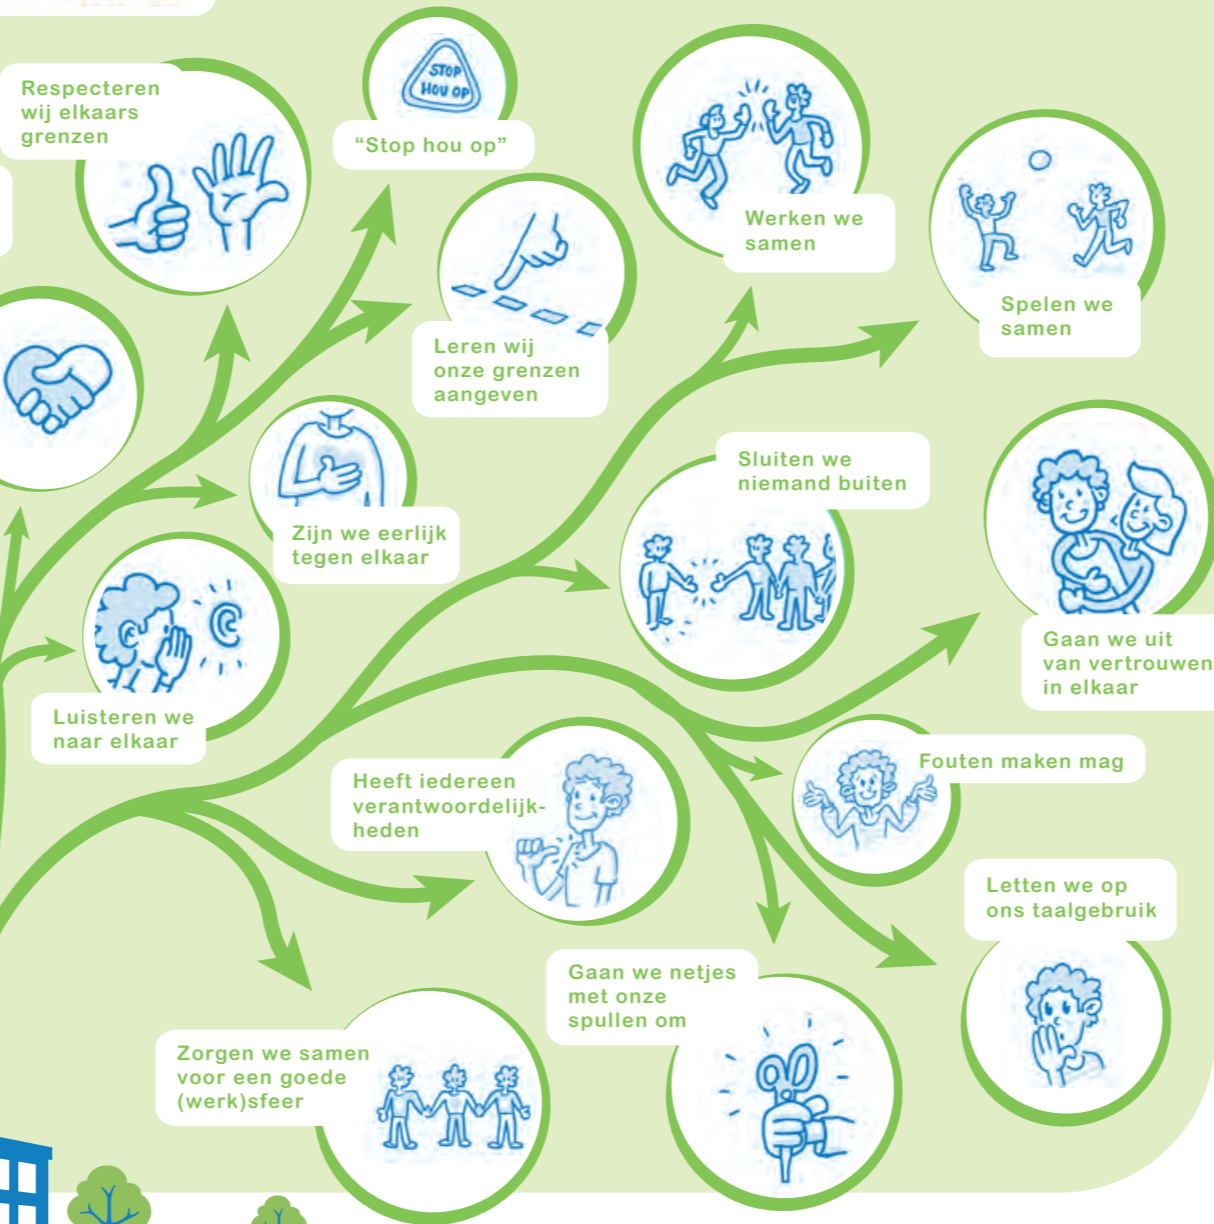 Respecteren
wij elkaars
grenzen
STOP
HOU OP
“Stop hou op”
Werken we
samen
Spelen we
samen
Leren wij
onze grenzen
aangeven
Zijn we eerlijk
tegen elkaar
Sluiten we
niemand buiten
Luisteren we
naar elkaar
Gaan we uit
van vertrouwen
in elkaar
Heeft iedereen
verantwoordelijk-
heden
Fouten maken mag
Letten we op
ons taalgebruik
Gaan we netjes
met onze
spullen om
Zorgen we samen
voor een goede
(werk)sfeer